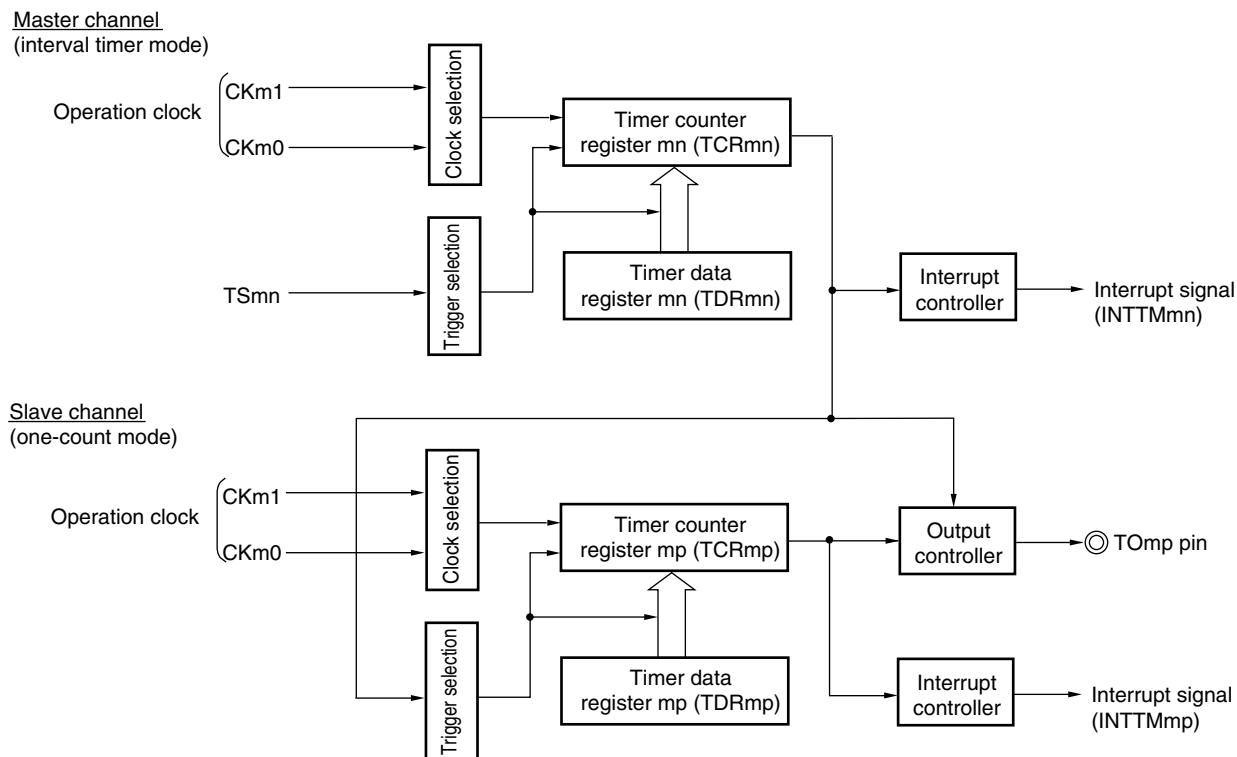 Master channel
(interval timer mode)
Operation clock
CKm1
CKm0
Clock selection
Timer counter
register mn (TCRmn)
TSmn
Trigger selection
Timer data
register mn (TDRmn)
Interrupt
controller
Interrupt signal
(INTTMmn)
Slave channel
(one-count mode)
Operation clock
CKm1
CKm0
Clock selection
Timer counter
register mp (TCRmp)
Output
controller
TOmp pin
Trigger selection
Timer data
register mp (TDRmp)
Interrupt
controller
Interrupt signal
(INTTMmp)